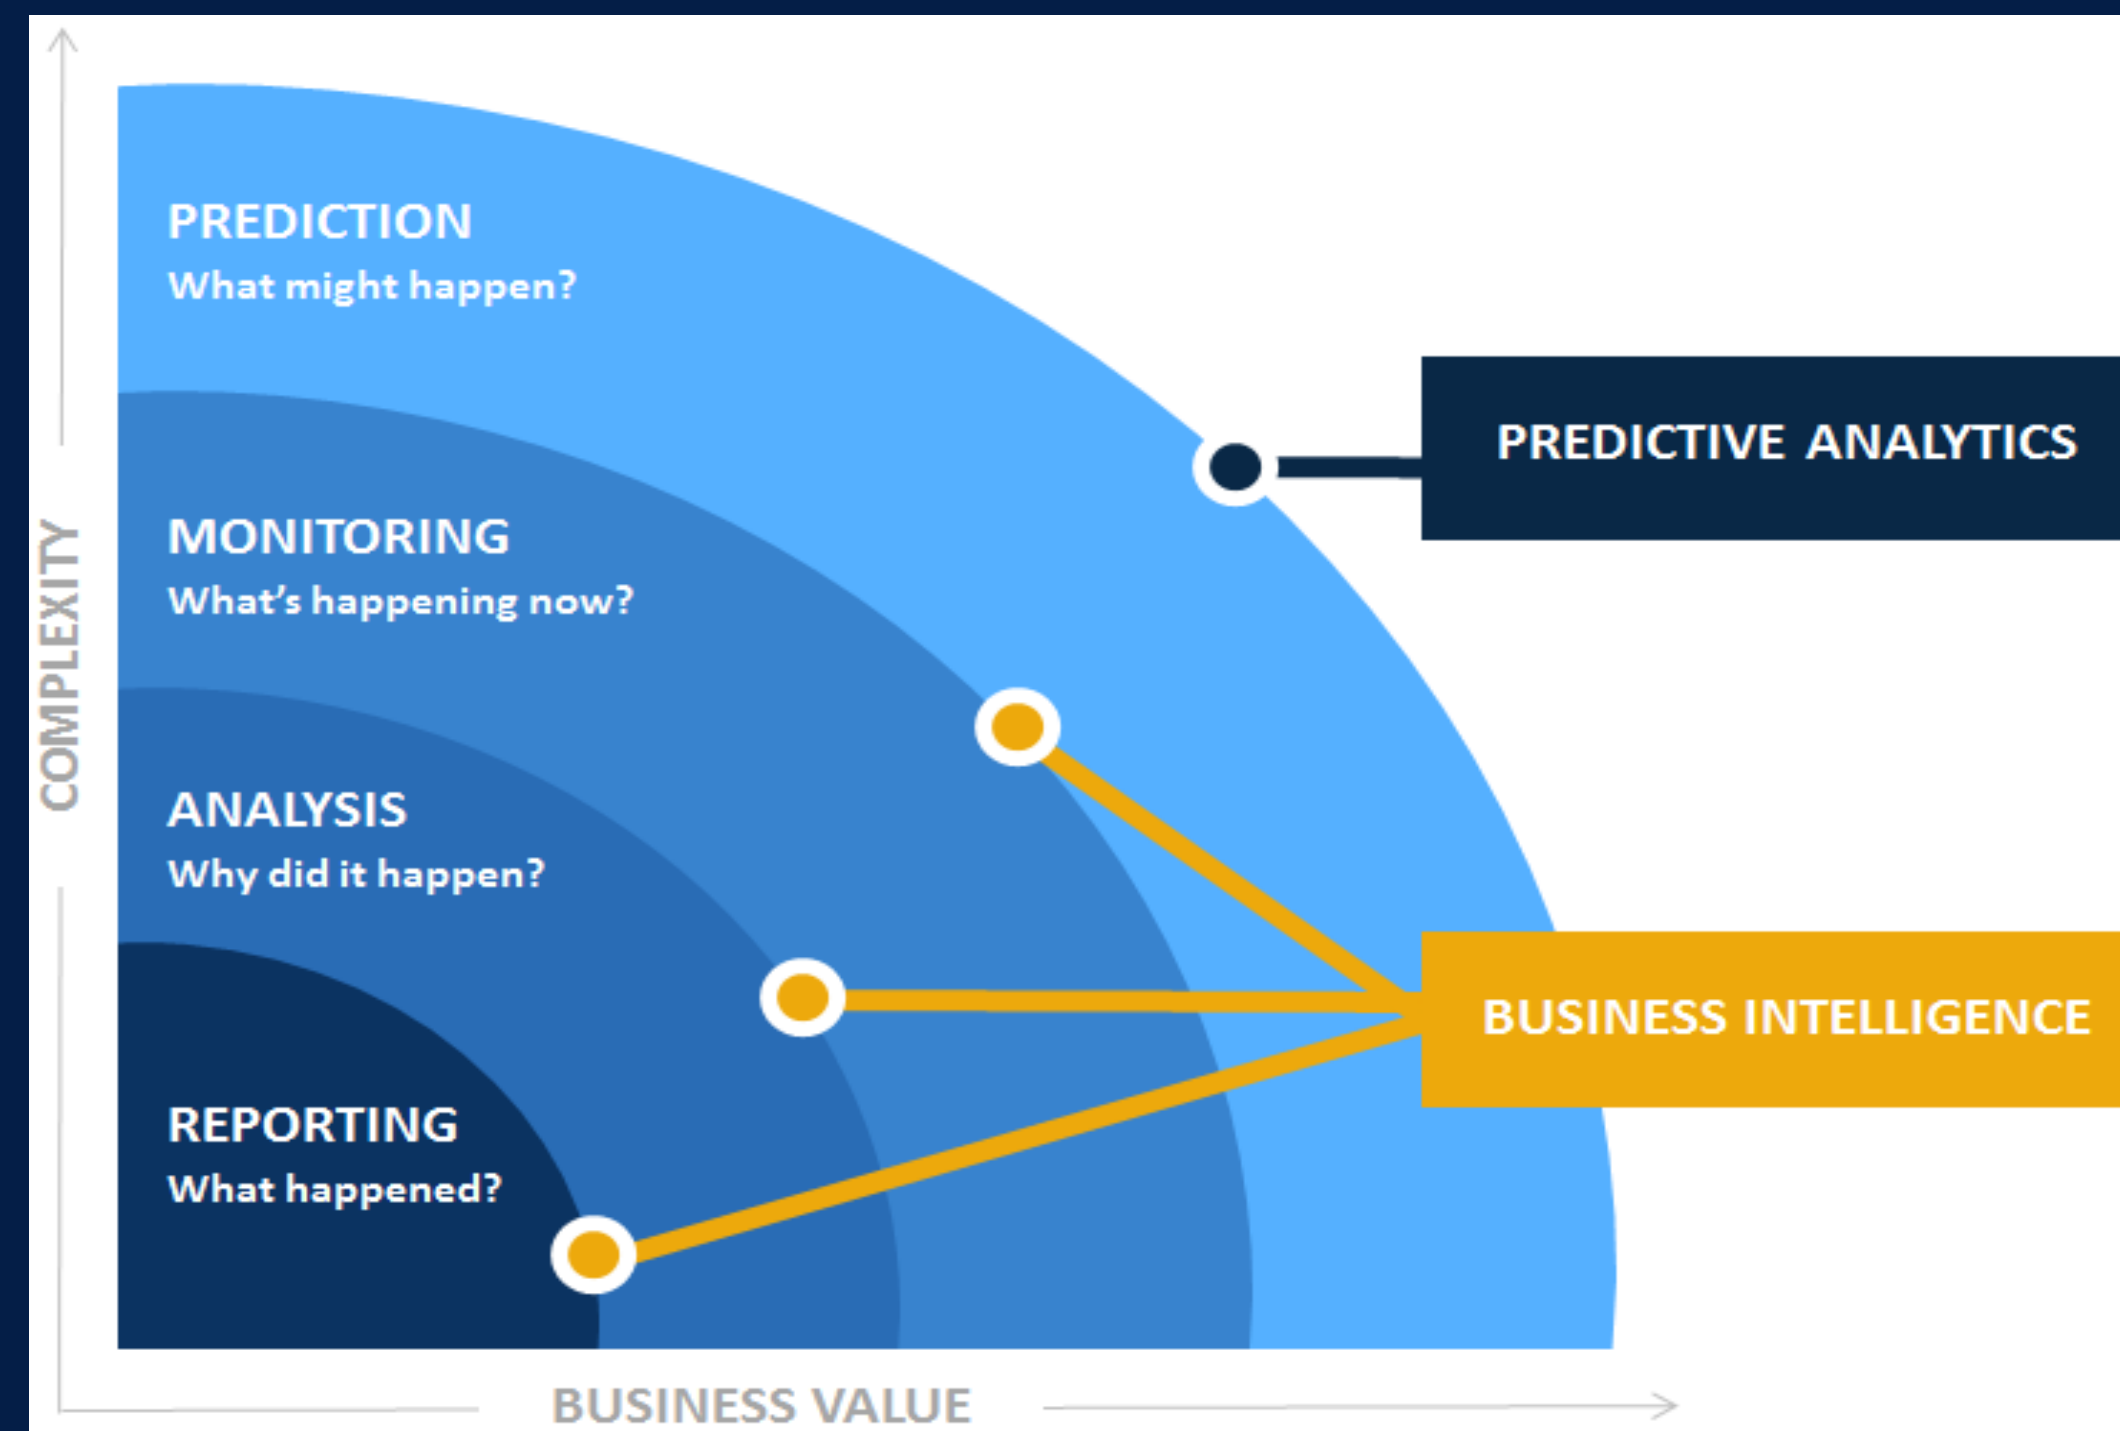 PREDICTION
What might happen?
PREDICTIVE ANALYTICS
MONITORING
What's happening now?
COMPLEXITY
ANALYSIS
Why did it happen?
BUSINESS INTELLIGENCE
REPORTING
What happened?
BUSINESS VALUE